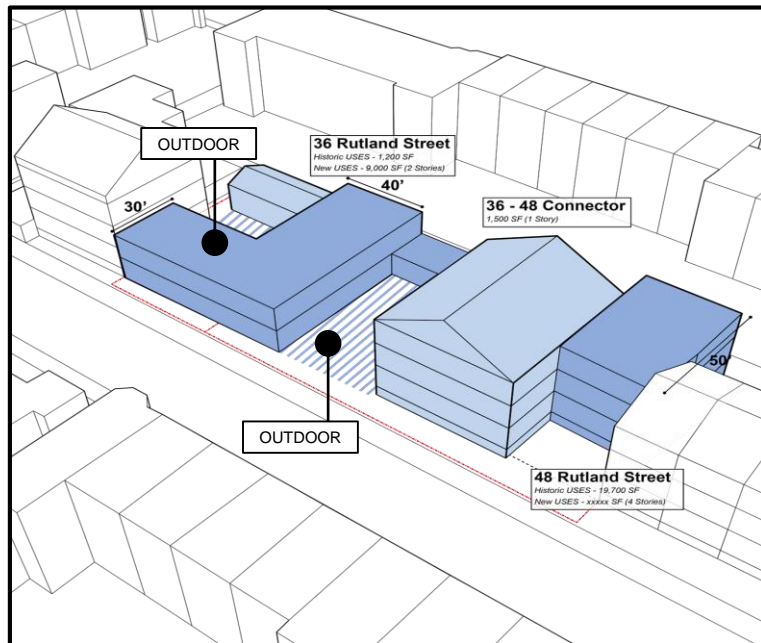 OUTDOOR
36 Rutland Street
Historic USES - 1,200 SF
New USES - 9,000 SF (2 Stories)
40'
30'
36 - 48 Connector
1,500 SF (1 Story)
50'
OUTDOOR
48 Rutland Street
Historic USES - 19,700 SF
New USES - xxxxx SF (4 Stories)